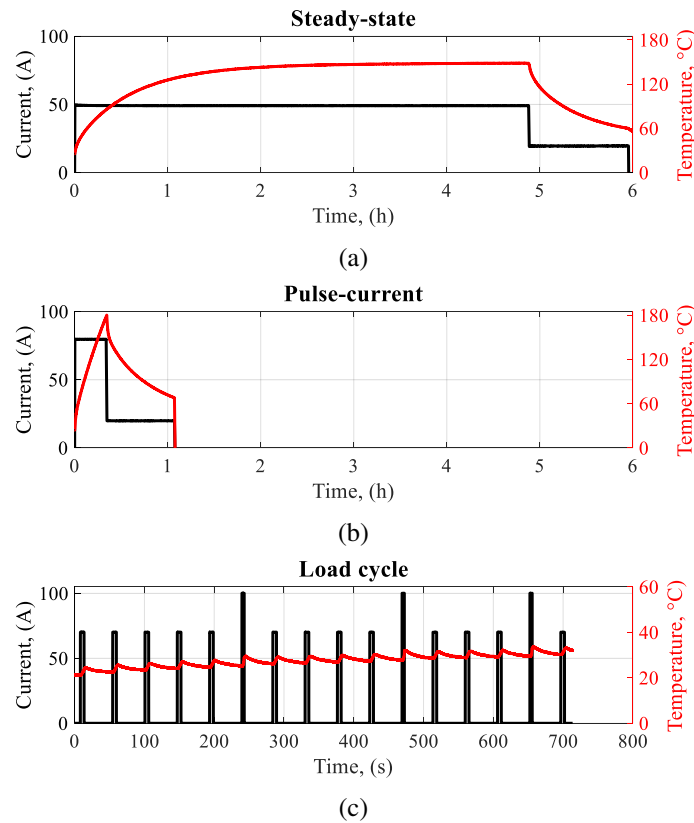 Steady-state
100
50
0
Current, (A)
180
120
60
0
Temperature, °C)
0 1 2 3 4 5 6
Time, (h)
(a)
Pulse-current
100
50
0
Current, (A)
180
120
60
0
Temperature, °C)
0 1 2 3 4 5 6
Time, (h)
(b)
Load cycle
100
50
0
Current, (A)
60
40
20
0
Temperature, °C)
0 100 200 300 400 500 600 700 800
Time, (s)
(c)